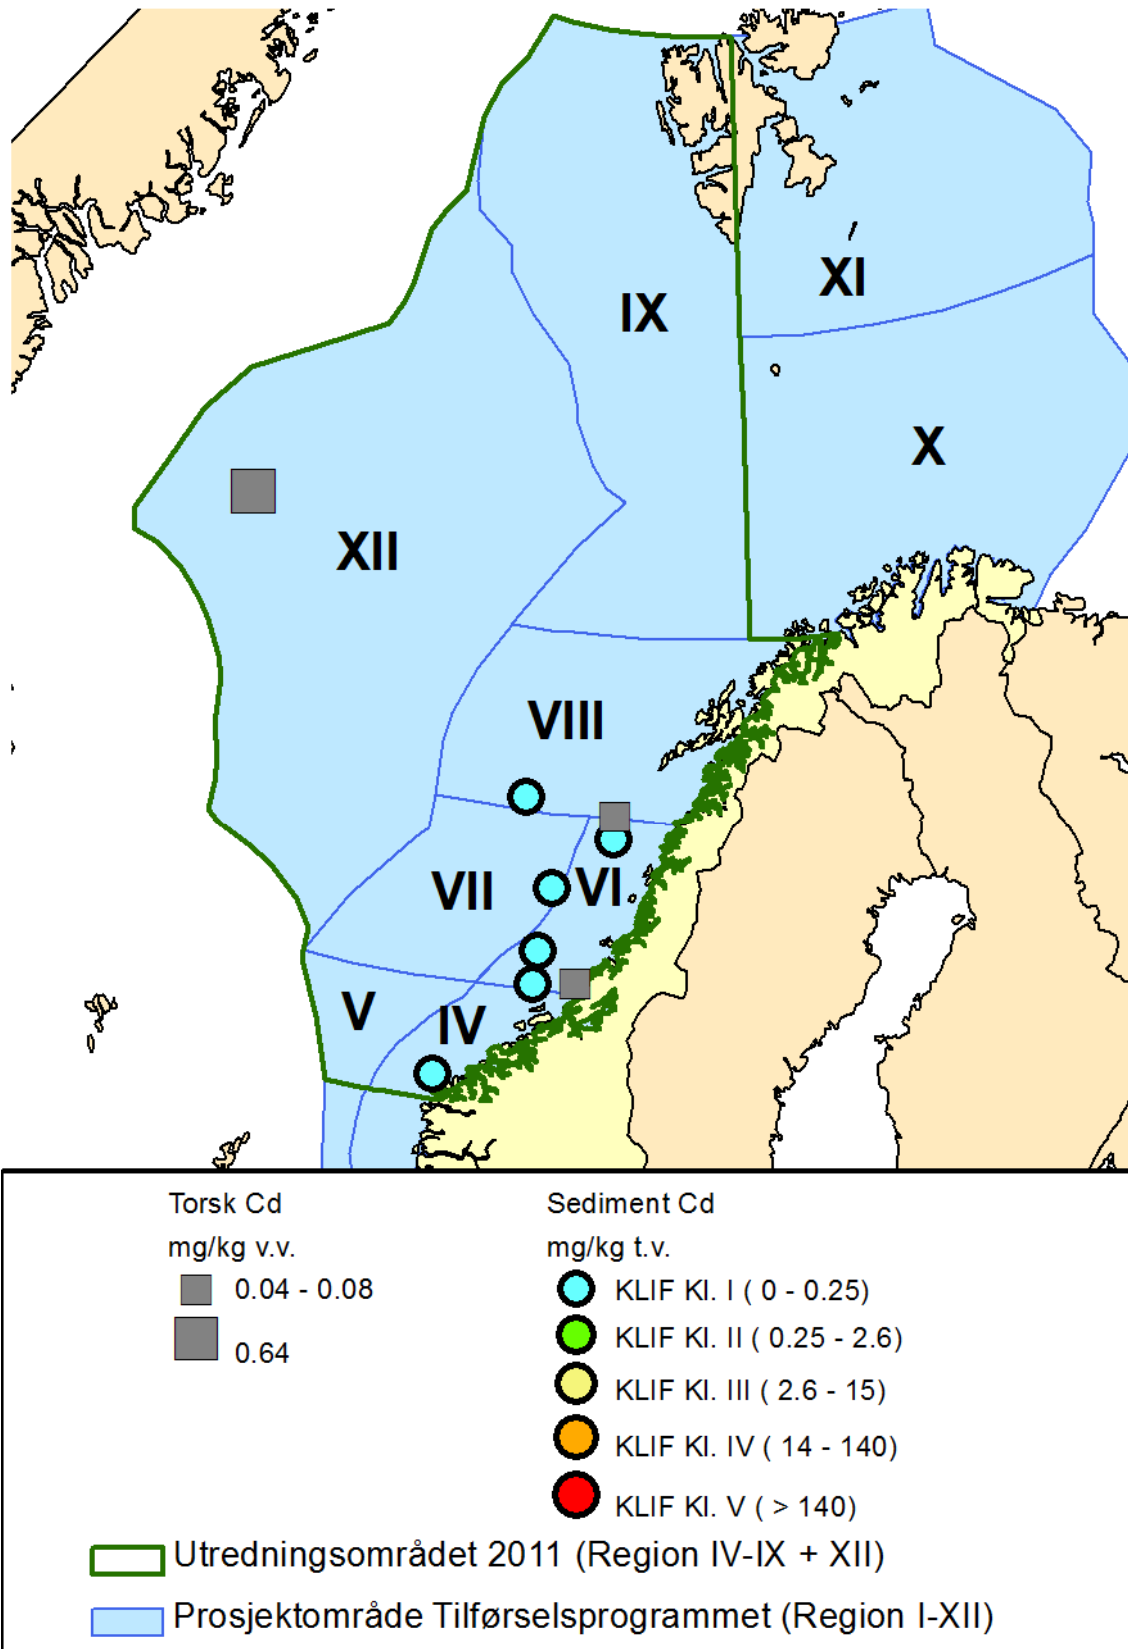 XI
IX
X
XII
VIII
VII
VI
V
IV
Torsk Cd
mg/kg v.v.
0.04 - 0.08
0.64
Sediment Cd
mg/kg t.v.
KLIF Kl. I ( 0 - 0.25)
KLIF Kl. II ( 0.25 - 2.6)
KLIF Kl. III ( 2.6 - 15)
KLIF Kl. IV ( 14 - 140)
KLIF Kl. V ( > 140)
Utredningsområdet 2011 (Region IV-IX + XII)
Prosjektområde Tilførselsprogrammet (Region I-XII)